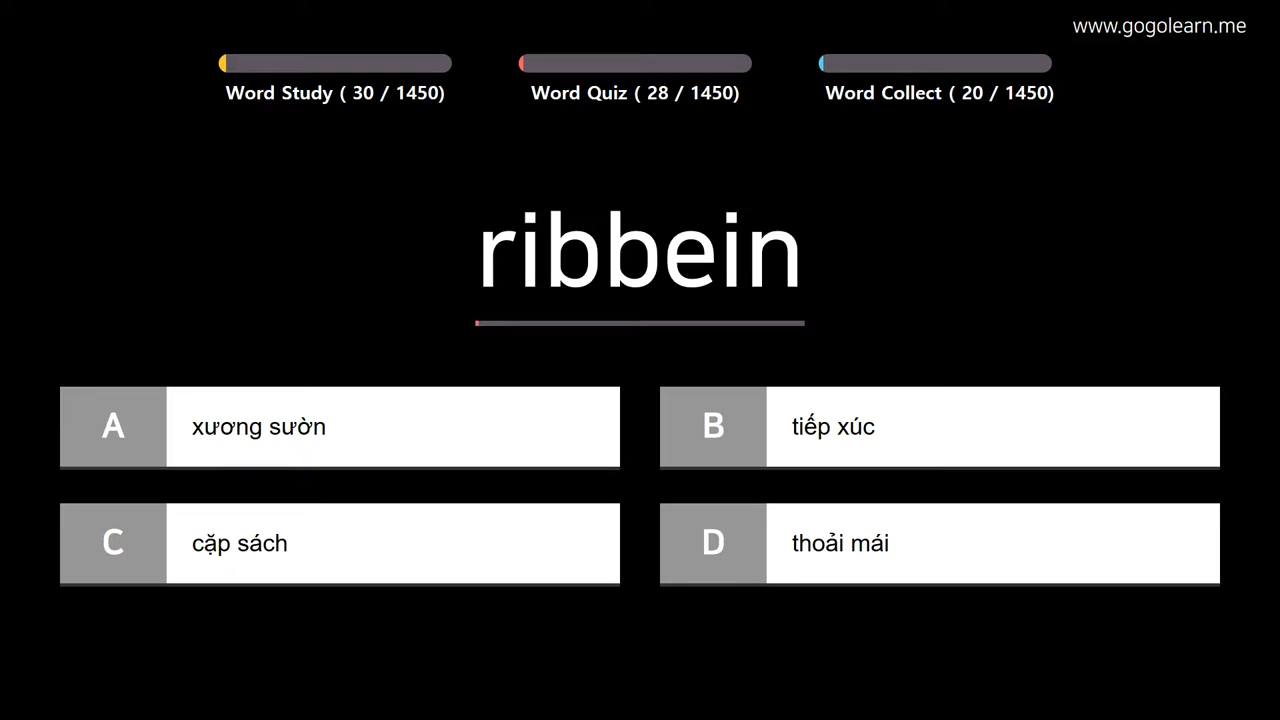 www.gogolearn.me
Word Study ( 30 / 1450)
Word Quiz ( 28 / 1450)
Word Collect ( 20 / 1450)
ribbein
A xương sườn
B tiếp xúc
C cặp sách
D thoải mái